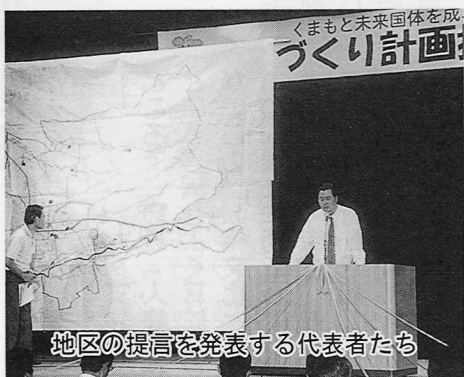 くまもと未来国体を成
づくり計画
地区の提言を発表する代表者たち